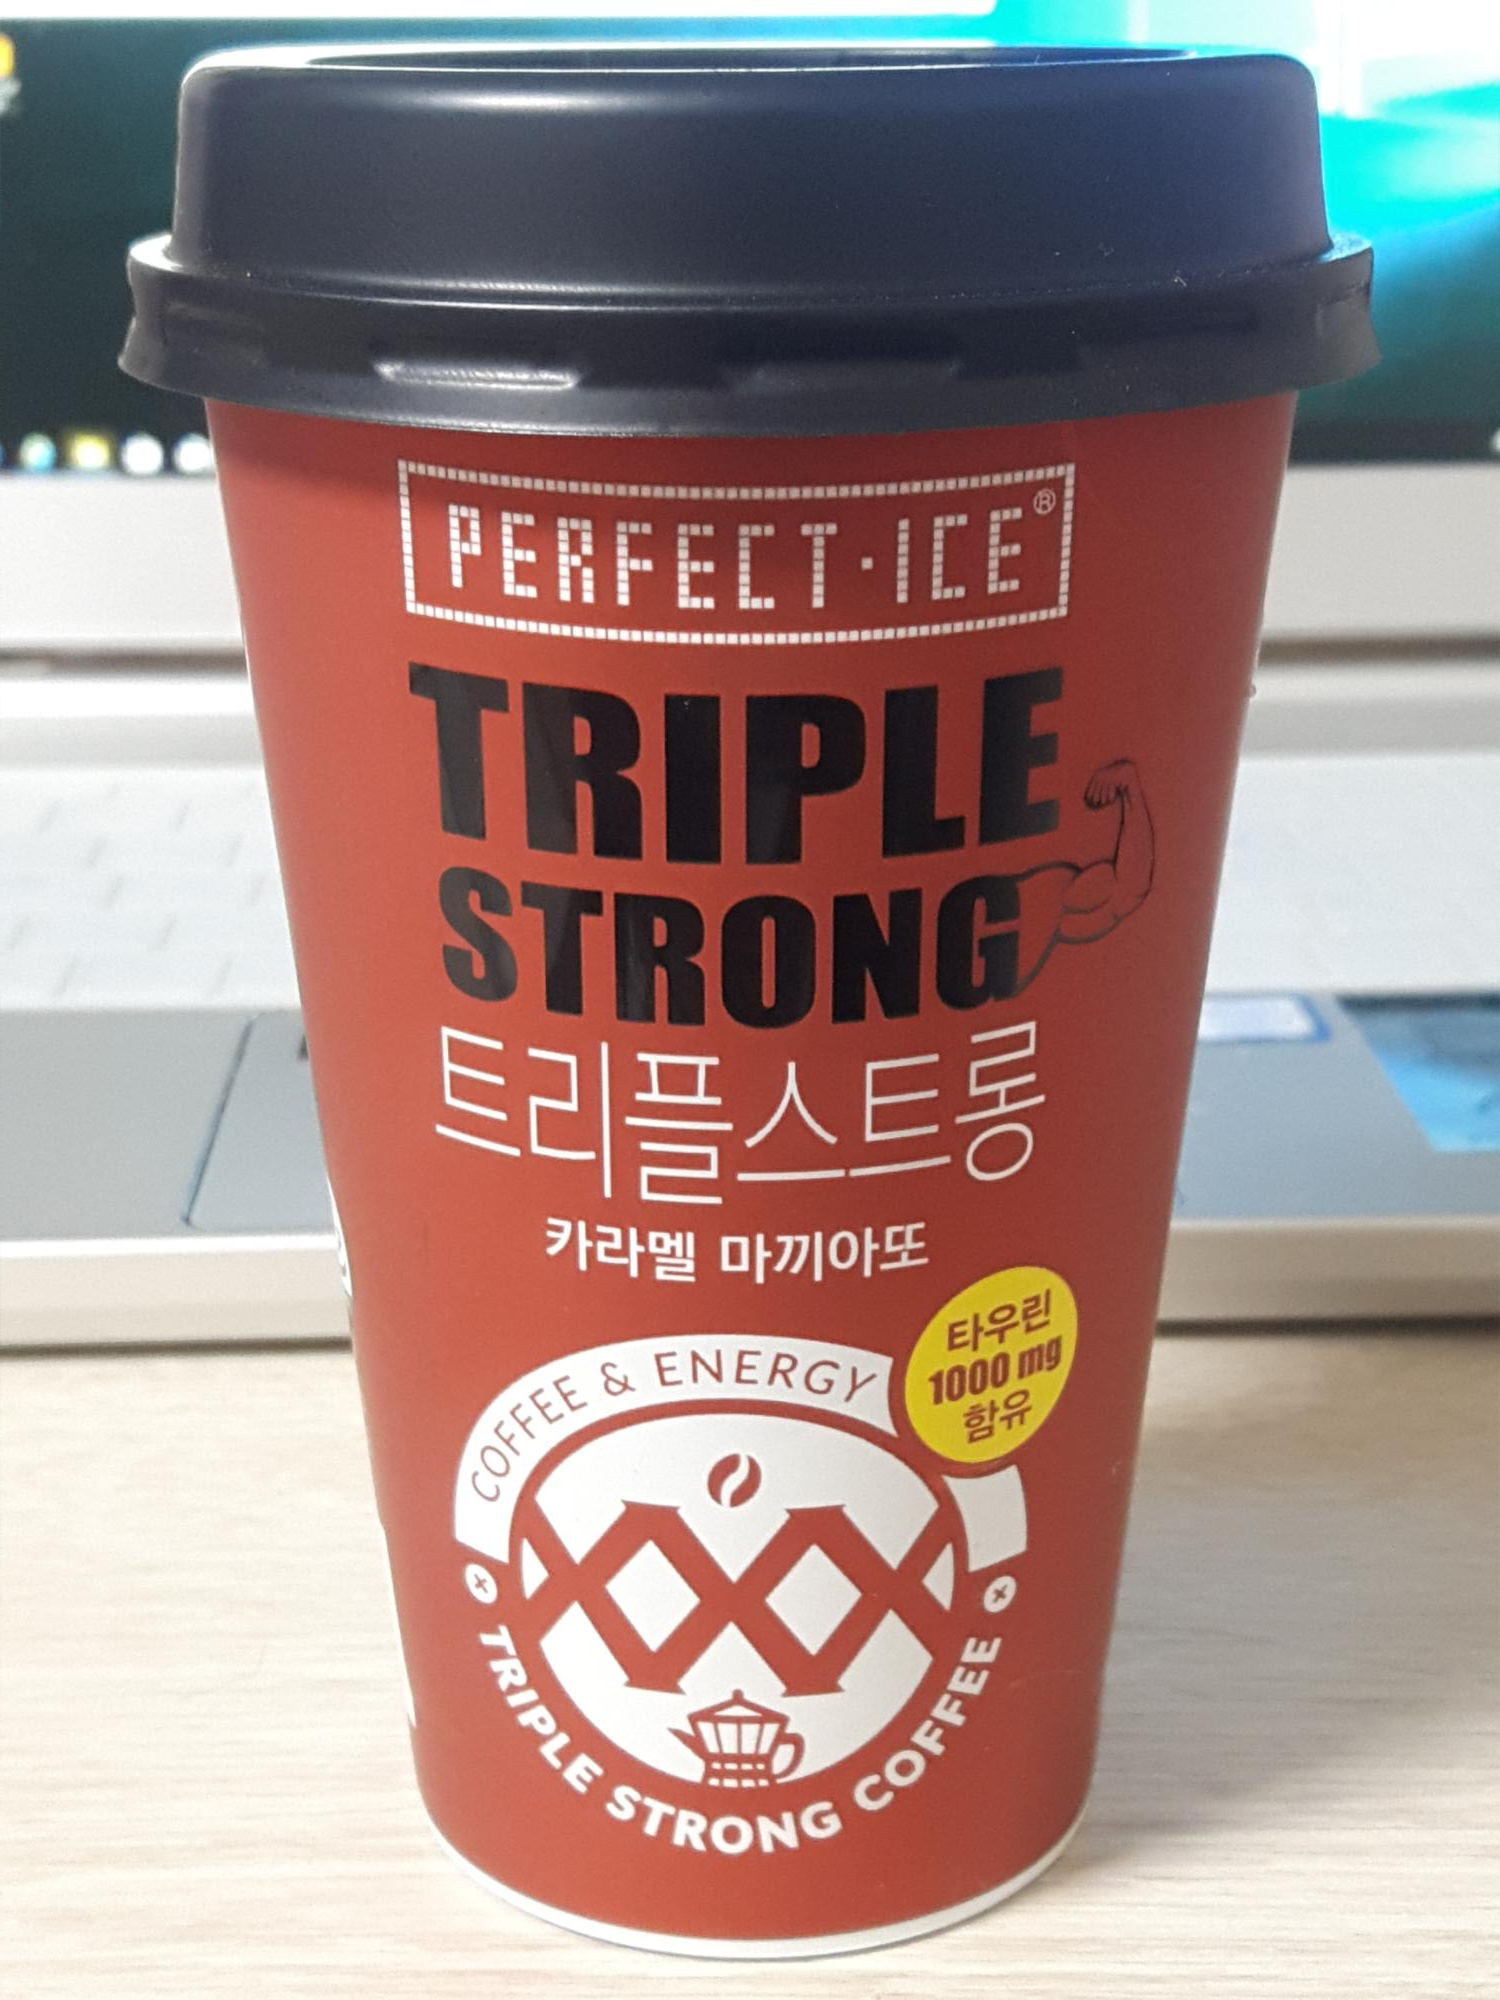 PERFECT·ICE®
TRIPLE
STRONG
트리플스트롱
카라멜 마끼아또
타우린
1000 mg
함유
COFFEE & ENERGY
TRIPLE STRONG COFFEE